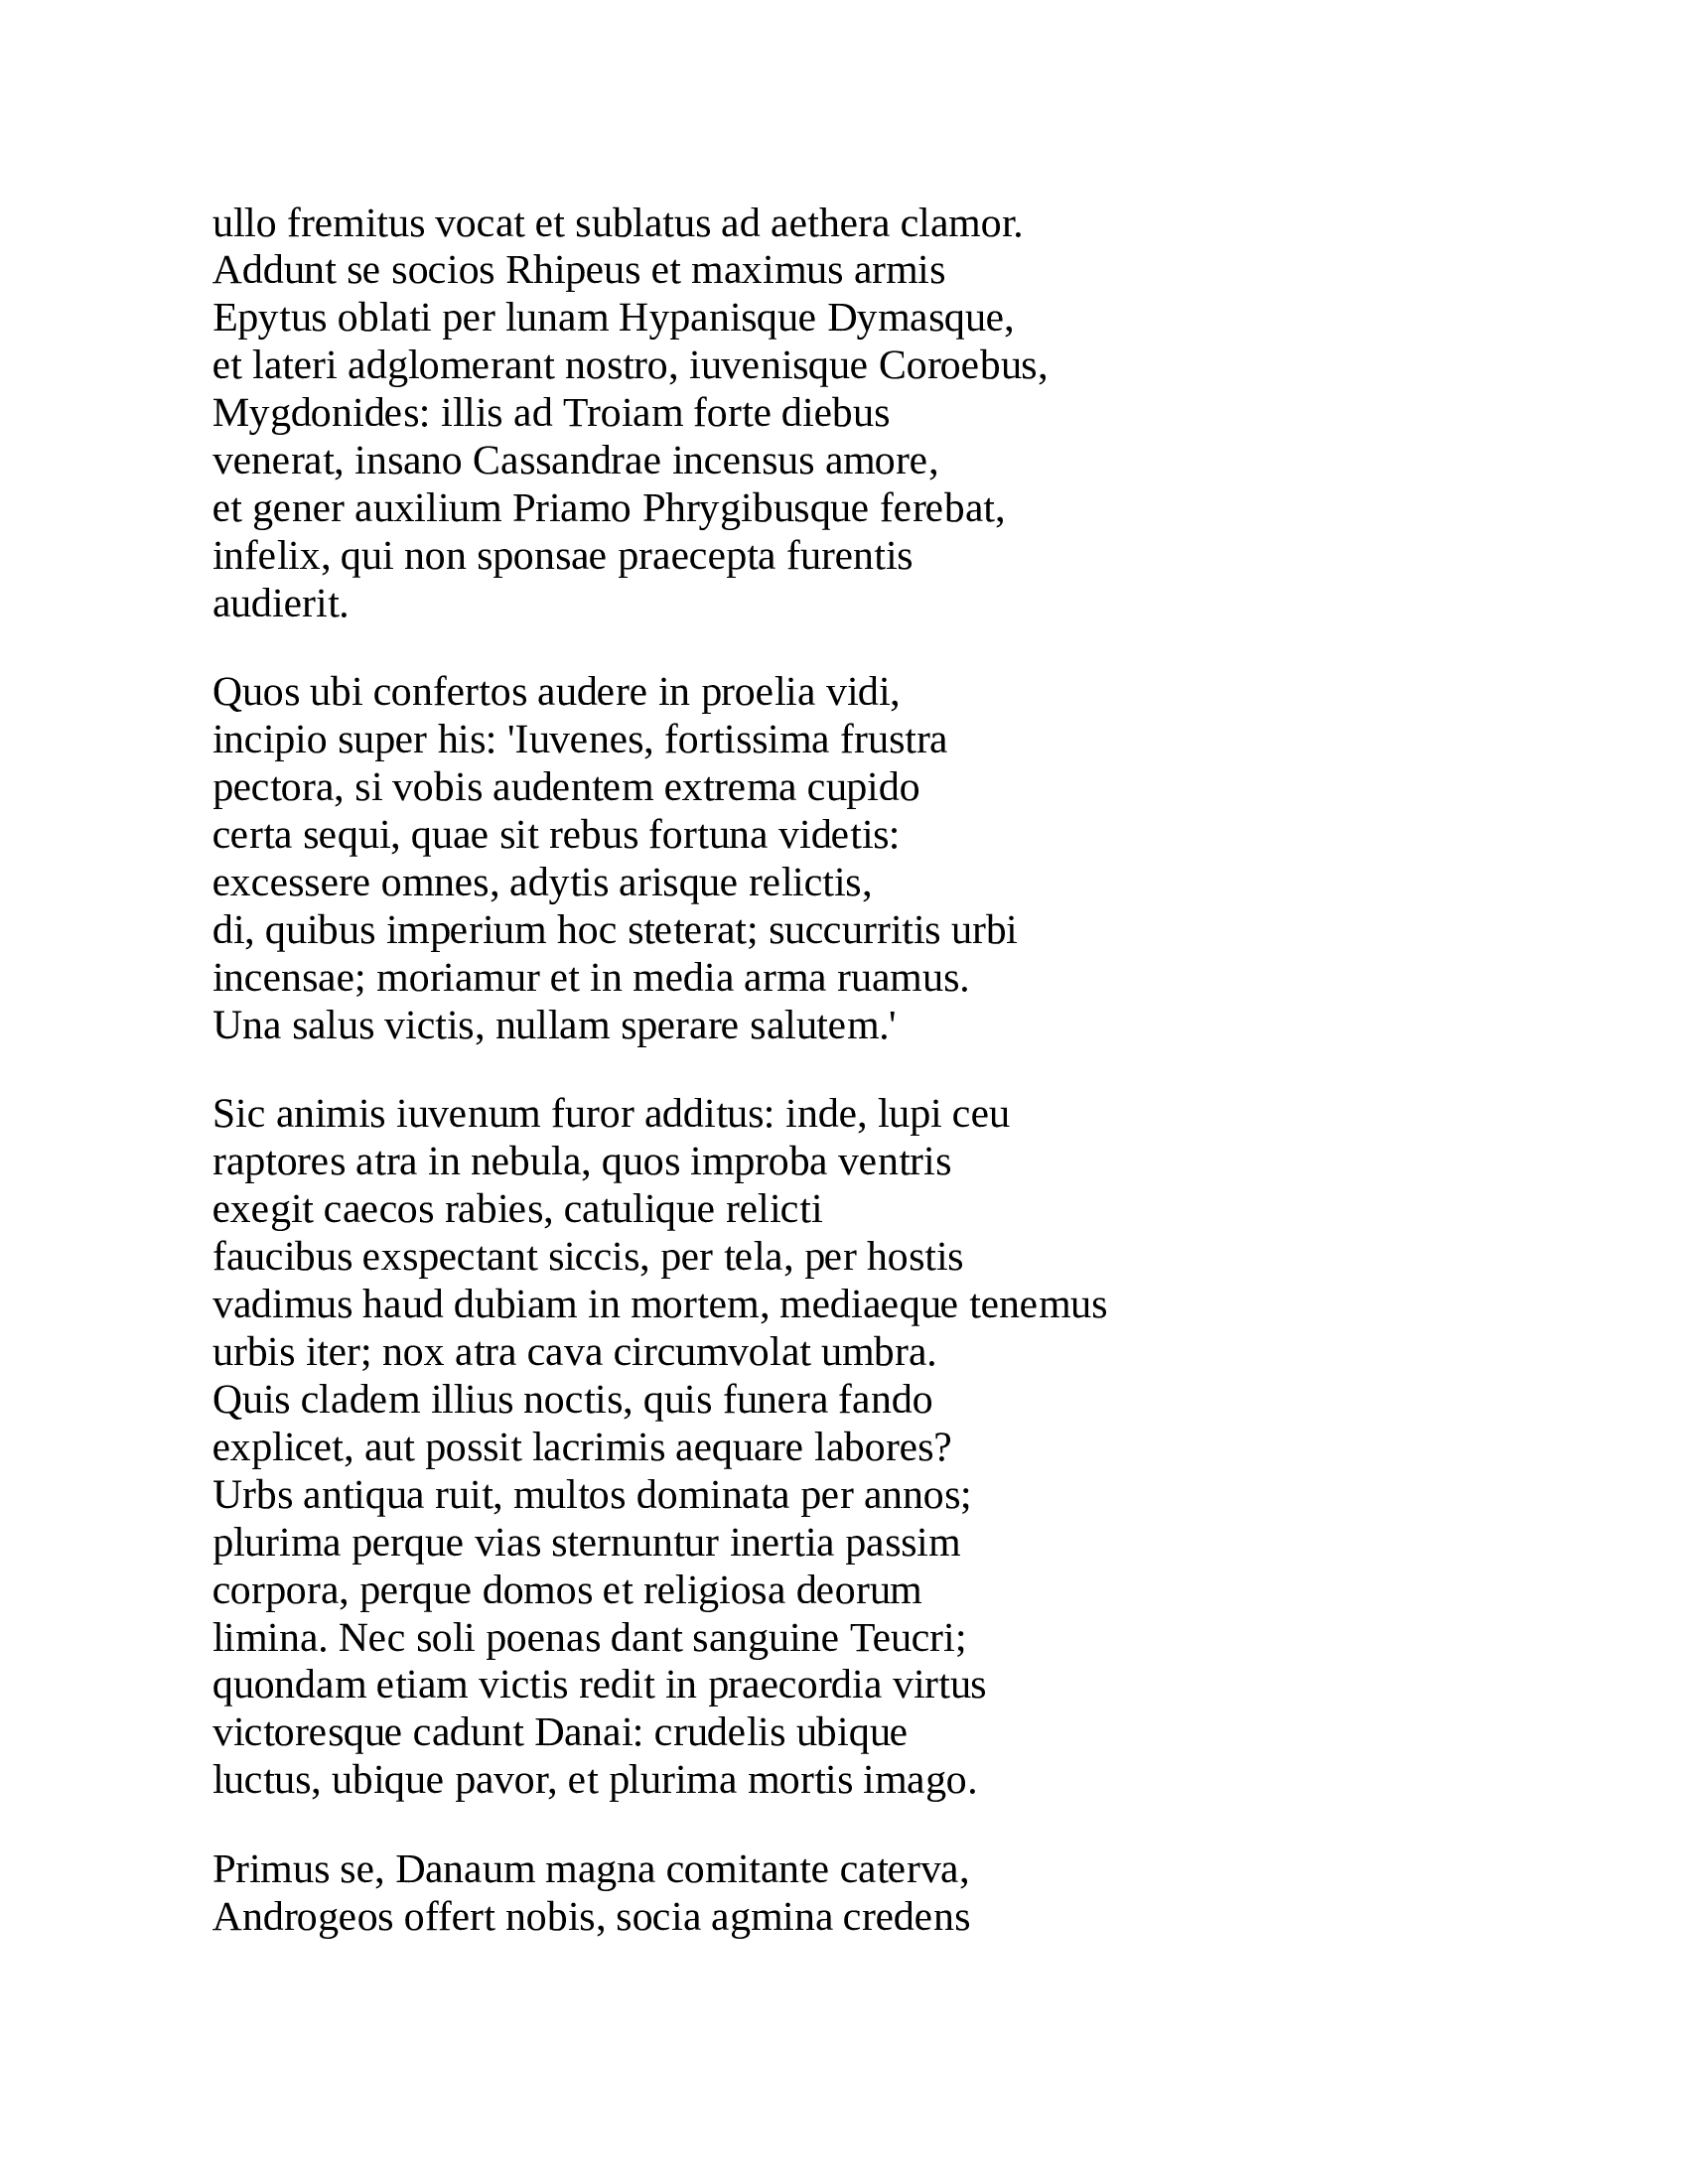 ullo fremitus vocat et sublatus ad aethera clamor.
Addunt se socios Rhipeus et maximus armis
Epytus oblati per lunam Hypanisque Dymasque,
et lateri adglomerant nostro, iuvenisque Coroebus,
Mygdonides: illis ad Troiam forte diebus
venerat, insano Cassandrae incensus amore,
et gener auxilium Priamo Phrygibusque ferebat,
infelix, qui non sponsae praecepta furentis
audierit.

Quos ubi confertos audere in proelia vidi,
incipio super his: 'Iuvenes, fortissima frustra
pectora, si vobis audentem extrema cupido
certa sequi, quae sit rebus fortuna videtis:
excessere omnes, adytis arisque relictis,
di, quibus imperium hoc steterat; succurritis urbi
incensae; moriamur et in media arma ruamus.
Una salus victis, nullam sperare salutem.'

Sic animis iuvenum furor additus: inde, lupi ceu
raptores atra in nebula, quos improba ventris
exegit caecos rabies, catulique relicti
faucibus exspectant siccis, per tela, per hostis
vadimus haud dubiam in mortem, mediaeque tenemus
urbis iter; nox atra cava circumvolat umbra.
Quis cladem illius noctis, quis funera fando
explicet, aut possit lacrimis aequare labores?
Urbs antiqua ruit, multos dominata per annos;
plurima perque vias sternuntur inertia passim
corpora, perque domos et religiosa deorum
limina. Nec soli poenas dant sanguine Teucri;
quondam etiam victis redit in praecordia virtus
victoresque cadunt Danai: crudelis ubique
luctus, ubique pavor, et plurima mortis imago.

Primus se, Danaum magna comitante caterva,
Androgeos offert nobis, socia agmina credens